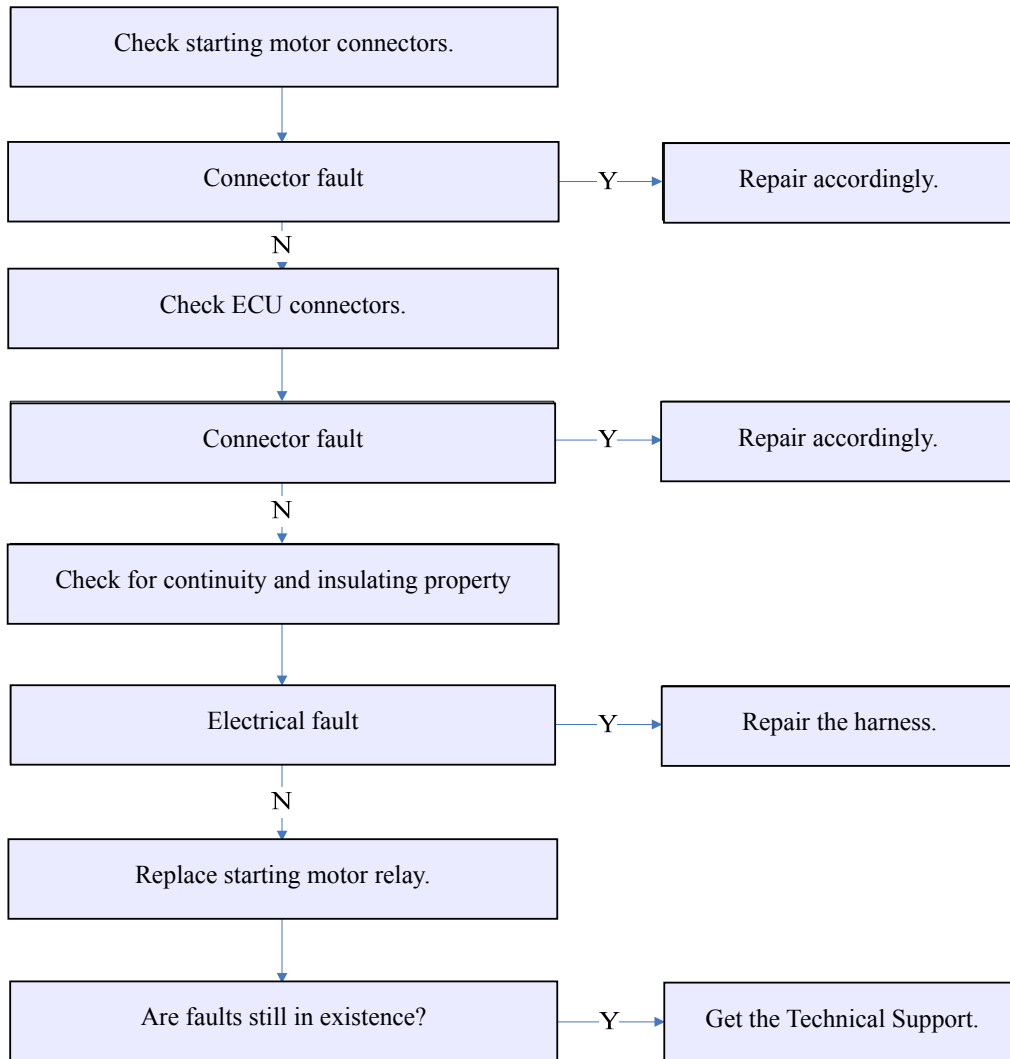 Check starting motor connectors.
Connector fault
Y
Repair accordingly.
N
Check ECU connectors.
Connector fault
Y
Repair accordingly.
N
Check for continuity and insulating property
Electrical fault
Y
Repair the harness.
N
Replace starting motor relay.
Are faults still in existence?
Y
Get the Technical Support.